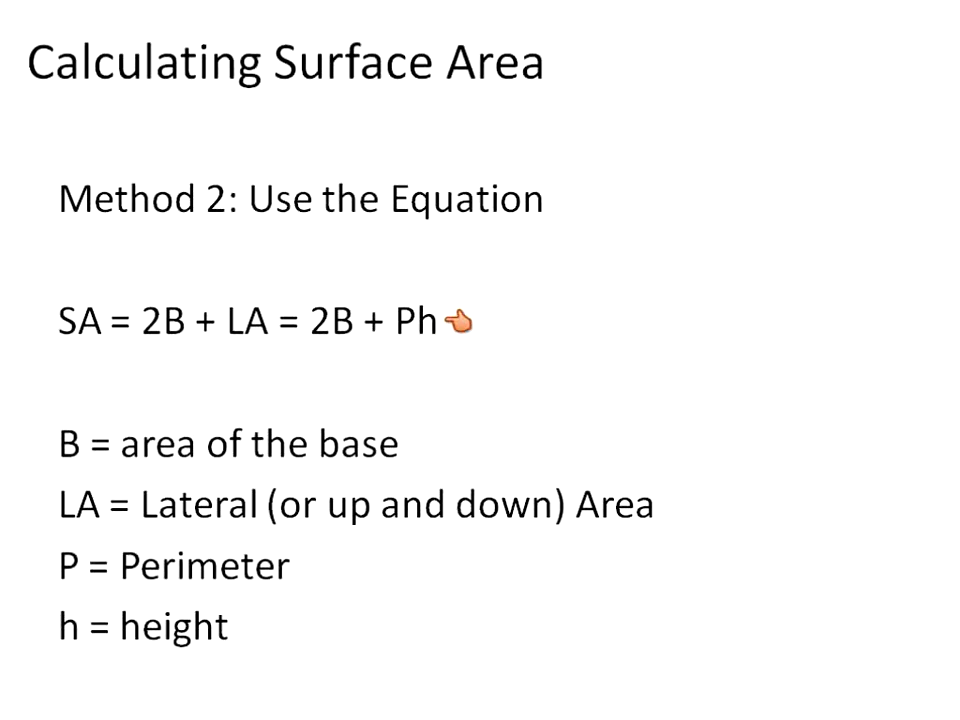 Calculating Surface Area
Method 2: Use the Equation
SA = 2B + LA = 2B + Ph
B = area of the base
LA = Lateral (or up and down) Area
P = Perimeter
h = height